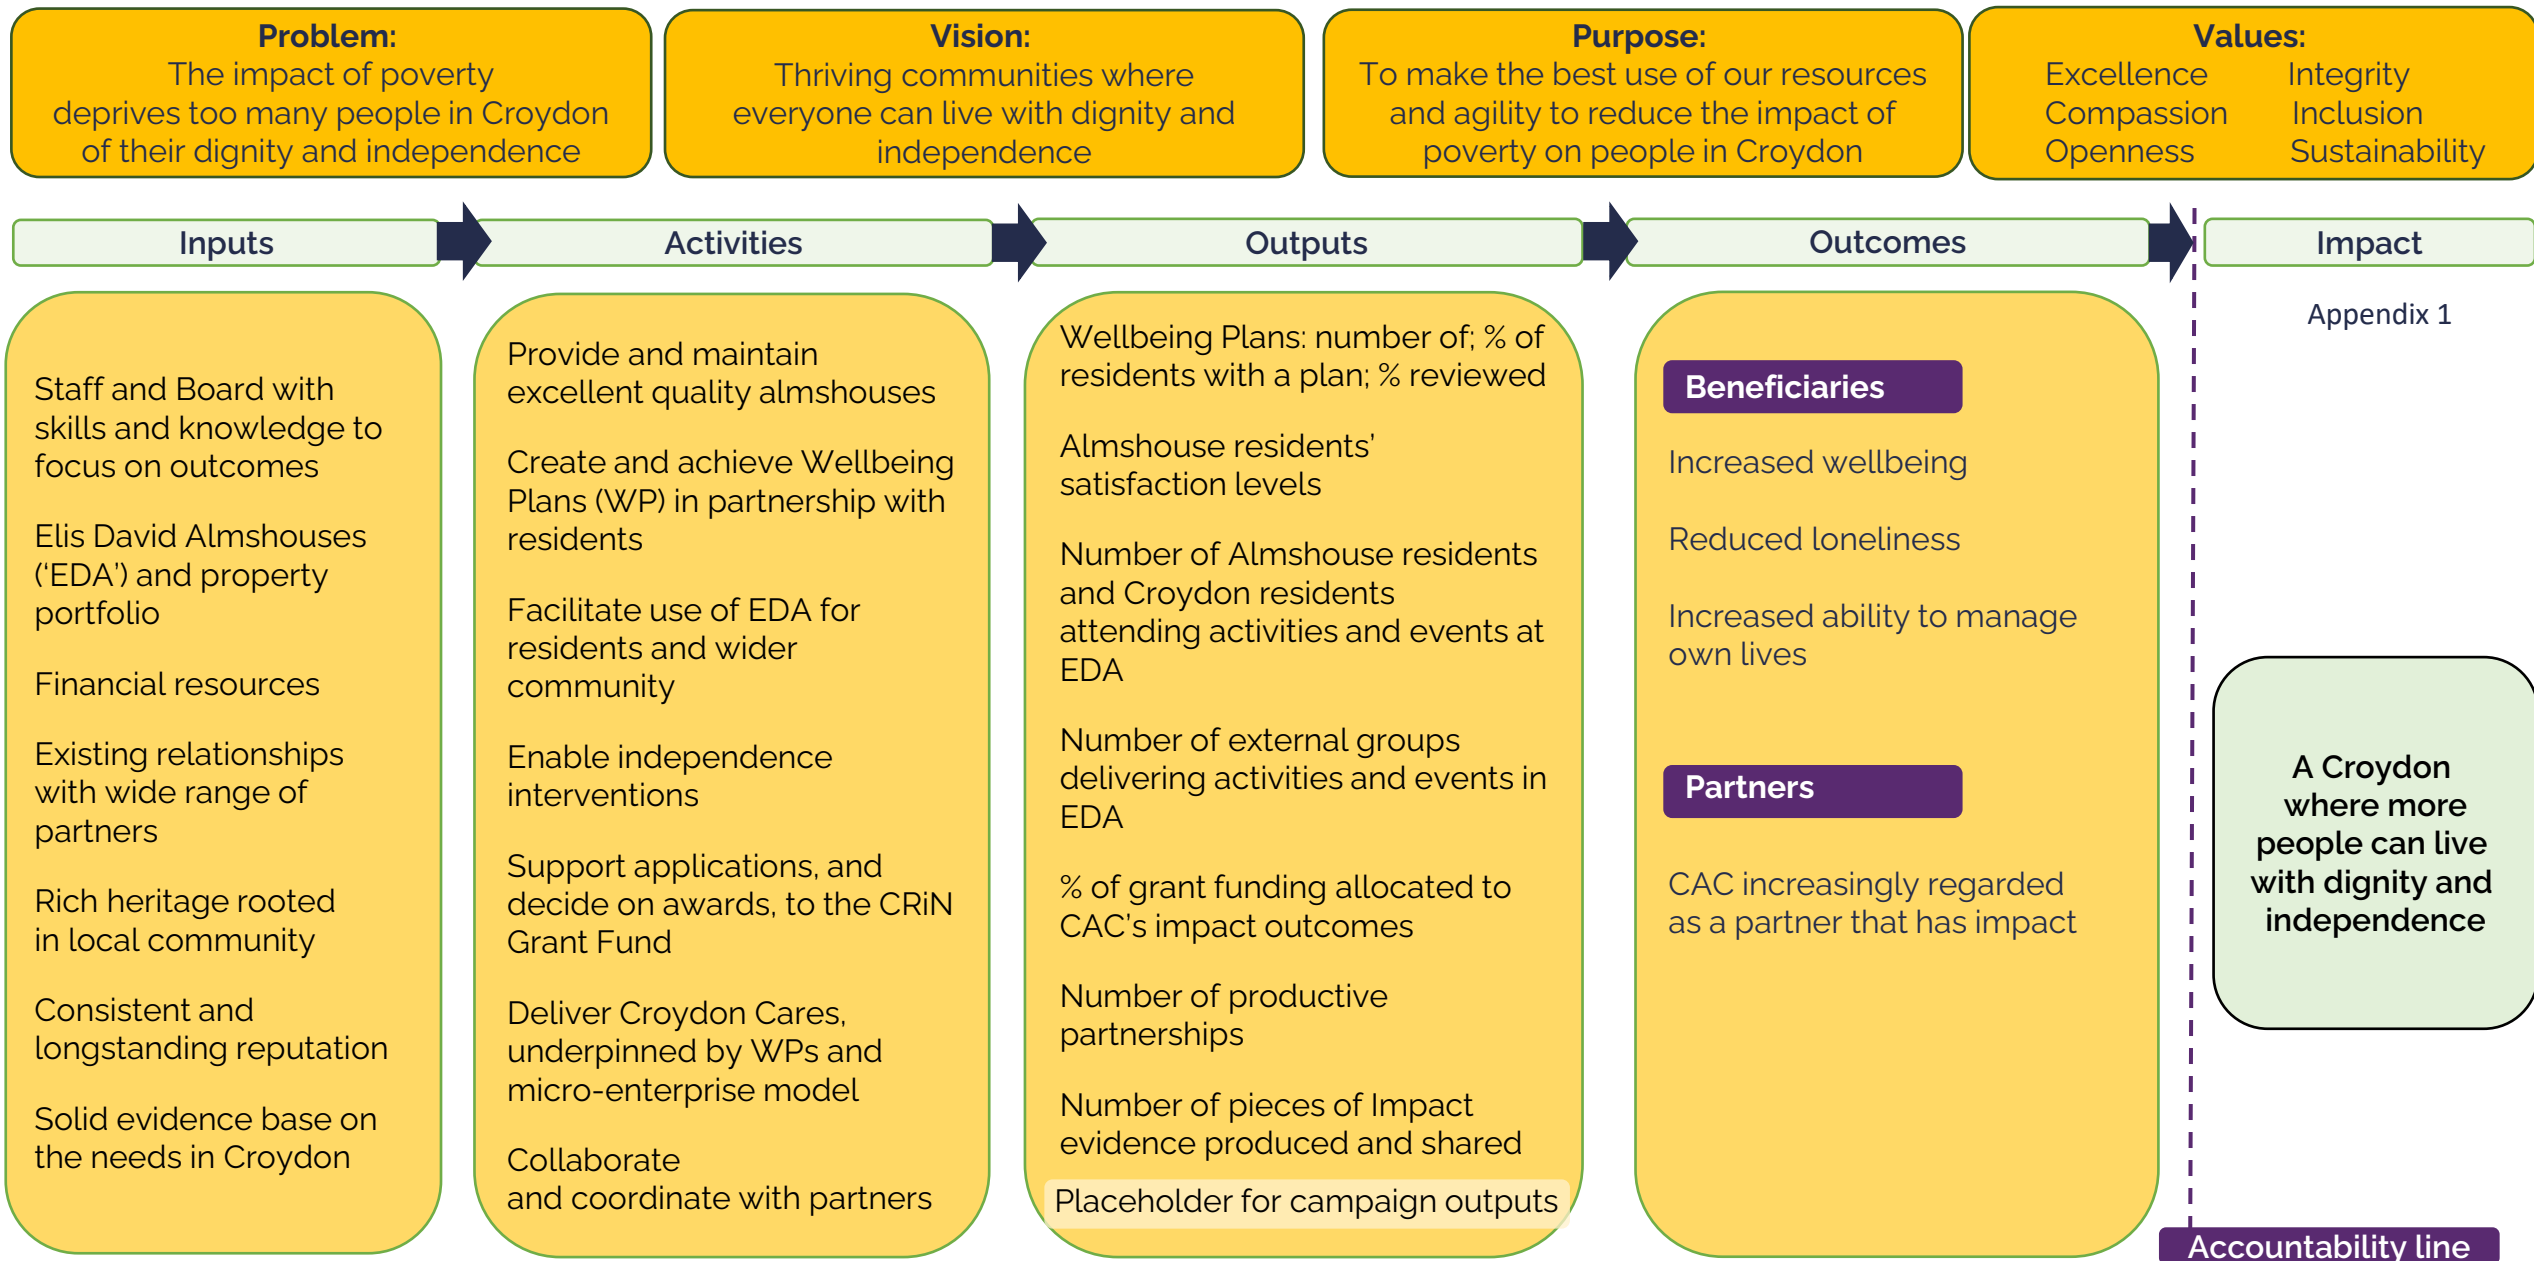 Problem:
The impact of poverty
deprives too many people in Croydon
of their dignity and independence
Vision:
Thriving communities where
everyone can live with dignity and
independence
Purpose:
To make the best use of our resources
and agility to reduce the impact of
poverty on people in Croydon
Values:
Excellence Integrity
Compassion Inclusion
Openness Sustainability
Inputs
Activities
Outputs
Outcomes
Impact
Staff and Board with
skills and knowledge to
focus on outcomes
Elis David Almshouses
(‘EDA’) and property
portfolio
Financial resources
Existing relationships
with wide range of
partners
Rich heritage rooted
in local community
Consistent and
longstanding reputation
Solid evidence base on
the needs in Croydon
Provide and maintain
excellent quality almshouses
Create and achieve Wellbeing
Plans (WP) in partnership with
residents
Facilitate use of EDA for
residents and wider
community
Enable independence
interventions
Support applications, and
decide on awards, to the CRiN
Grant Fund
Deliver Croydon Cares,
underpinned by WPs and
micro-enterprise model
Collaborate
and coordinate with partners
Wellbeing Plans: number of; % of
residents with a plan; % reviewed
Almshouse residents’
satisfaction levels
Number of Almshouse residents
and Croydon residents
attending activities and events at
EDA
Number of external groups
delivering activities and events in
EDA
% of grant funding allocated to
CAC’s impact outcomes
Number of productive
partnerships
Number of pieces of Impact
evidence produced and shared
Placeholder for campaign outputs
Beneficiaries
Increased wellbeing
Reduced loneliness
Increased ability to manage
own lives
Partners
CAC increasingly regarded
as a partner that has impact
Appendix 1
A Croydon
where more
people can live
with dignity and
independence
Accountability line